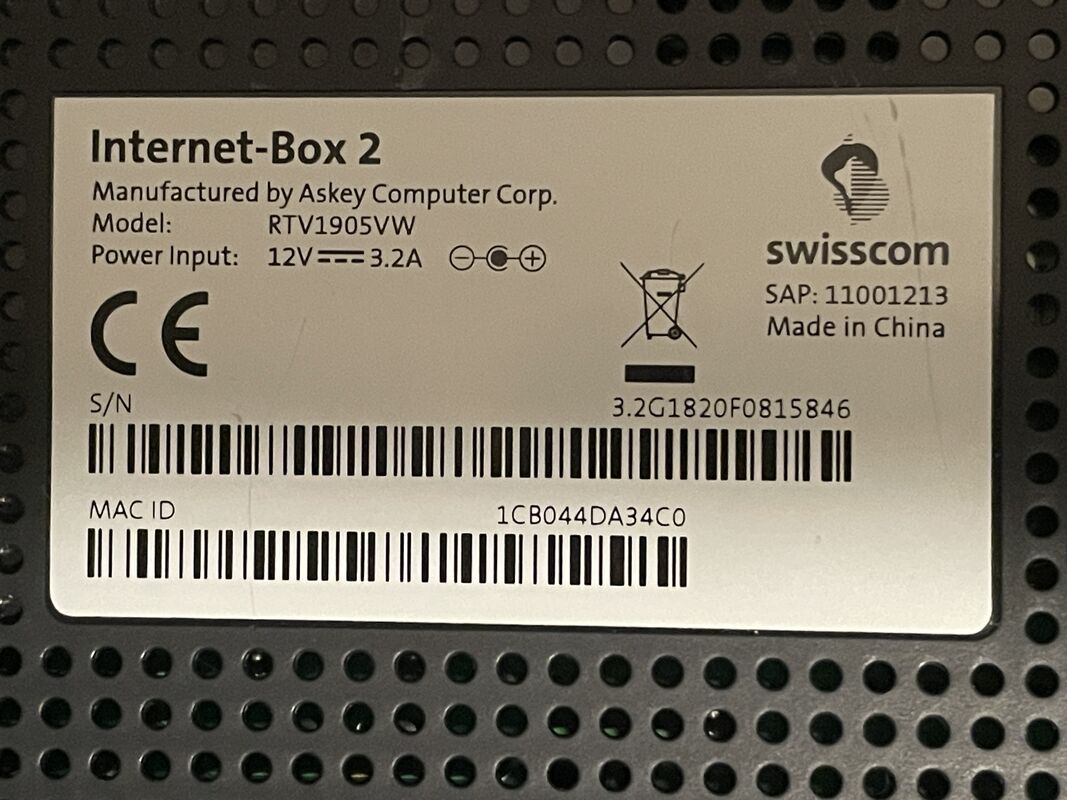 Internet-Box 2
Manufactured by Askey Computer Corp.
Model: RTV1905VW
Power Input: 12V 3.2A
swisscom
SAP: 11001213
Made in China
CE
S/N 3.2G1820F0815846
MAC ID 1CB044DA34C0